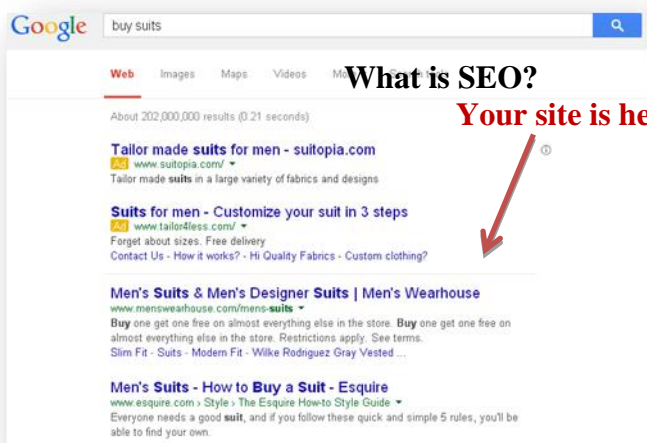 Google buy suits
What is SEO?
Web Images Maps Videos
Your site is he
About 202,000,000 results (0.21 seconds)
Tailor made suits for men - suitopia.com
Ad www.suitopia.com/
Tailor made suits in a large variety of fabrics and designs
Suits for men - Customize your suit in 3 steps
Ad www.tailor4less.com/
Forget about sizes. Free delivery
Contact Us - How it works? - Hi Quality Fabrics - Custom clothing?
Men's Suits & Men's Designer Suits | Men's Wearhouse
www.menswearhouse.com/mens-suits
Buy one get one free on almost everything else in the store. Buy one get one free on
almost everything else in the store. Restrictions apply. See terms.
Slim Fit - Suits - Modern Fit - Wilke Rodriguez Gray Vested ...
Men's Suits - How to Buy a Suit - Esquire
www.esquire.com › Style › The Esquire How-to Style Guide
Everyone needs a good suit, and if you follow these quick and simple 5 rules, you'll be
able to find your own.